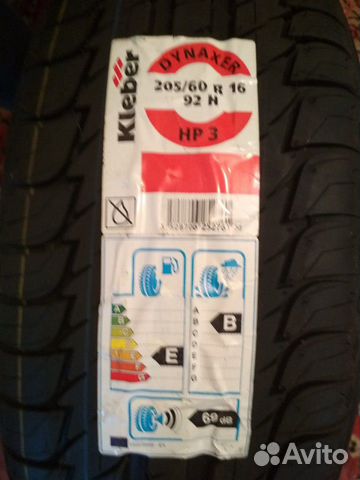 Kleber
DYNAXER
205/60 R 16
92 H
HP 3
A
B
E
G
A
B
C
D
E
F
G
B
E
69 dB
Avito